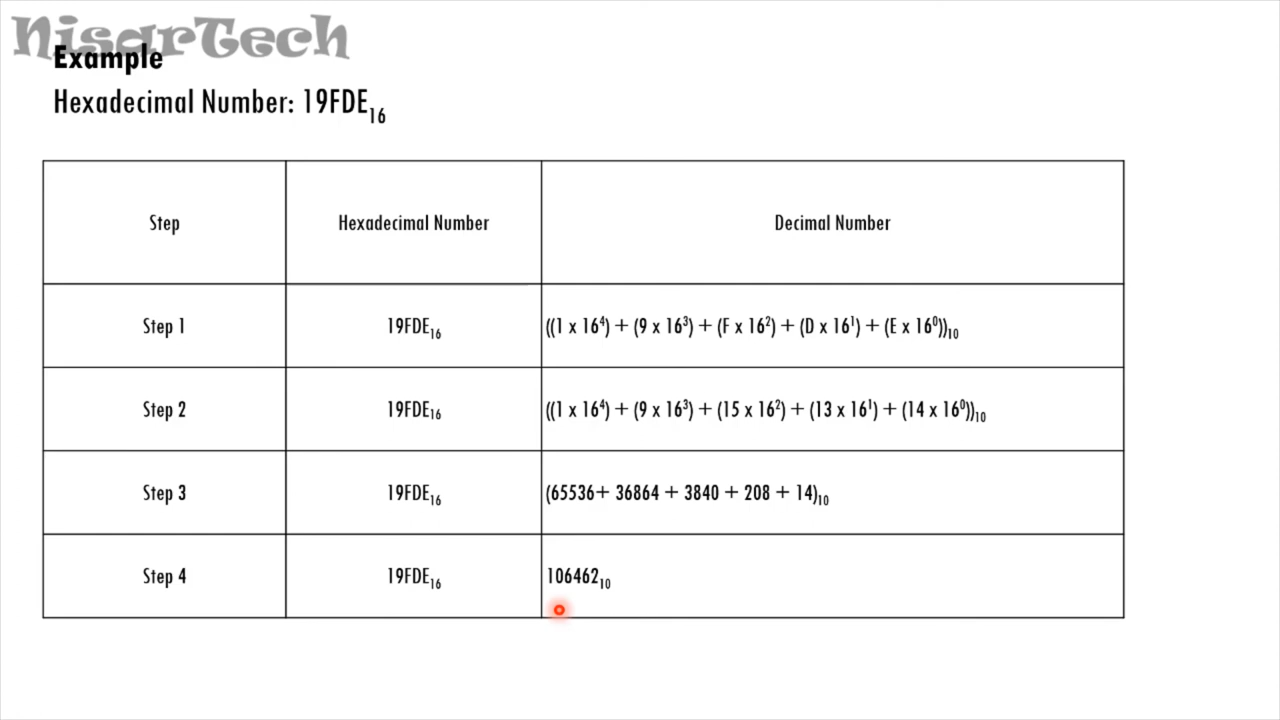 NisarTech
Example
Hexadecimal Number: 19FDE₁₆
Step Hexadecimal Number Decimal Number
Step 1 19FDE₁₆ ((1 x 16⁴) + (9 x 16³) + (F x 16²) + (D x 16¹) + (E x 16⁰))₁₀
Step 2 19FDE₁₆ ((1 x 16⁴) + (9 x 16³) + (15 x 16²) + (13 x 16¹) + (14 x 16⁰))₁₀
Step 3 19FDE₁₆ (65536+ 36864 + 3840 + 208 + 14)₁₀
Step 4 19FDE₁₆ 106462₁₀